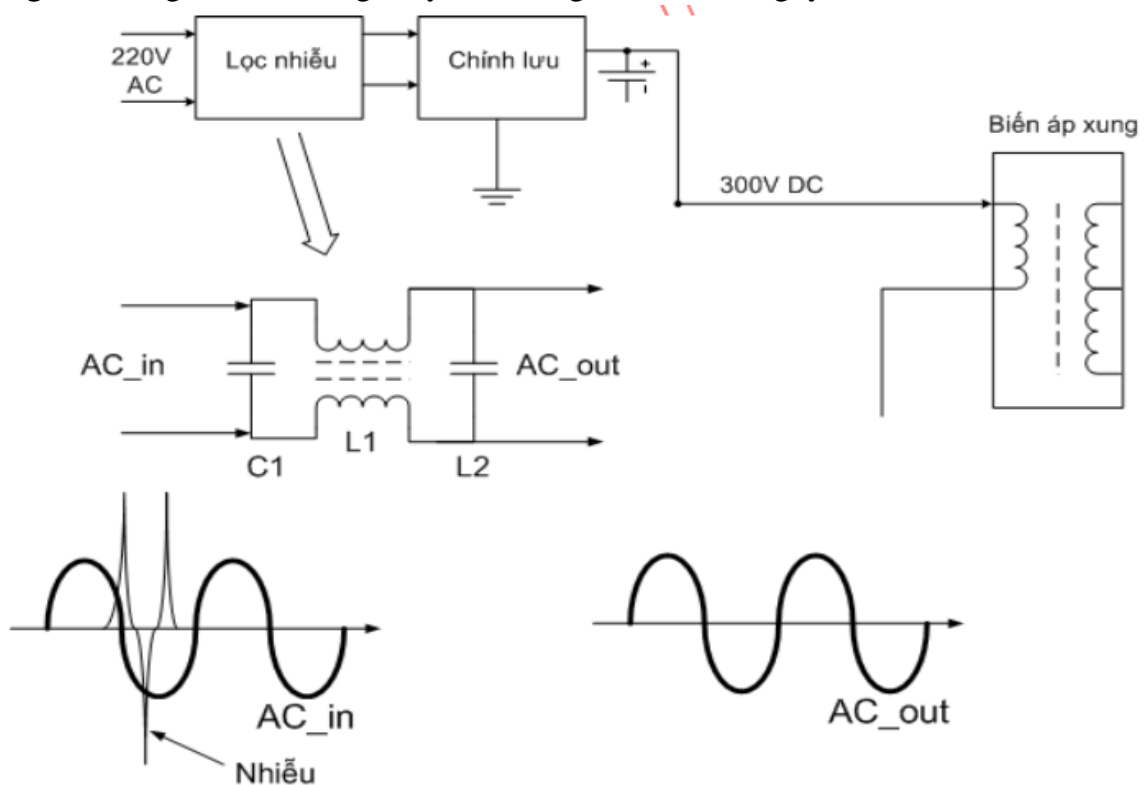 220V
AC
Lọc nhiễu
Chỉnh lưu
+
-
Biến áp xung
300V DC
AC_in
AC_out
C1
L1
L2
AC_in
Nhiễu
AC_out